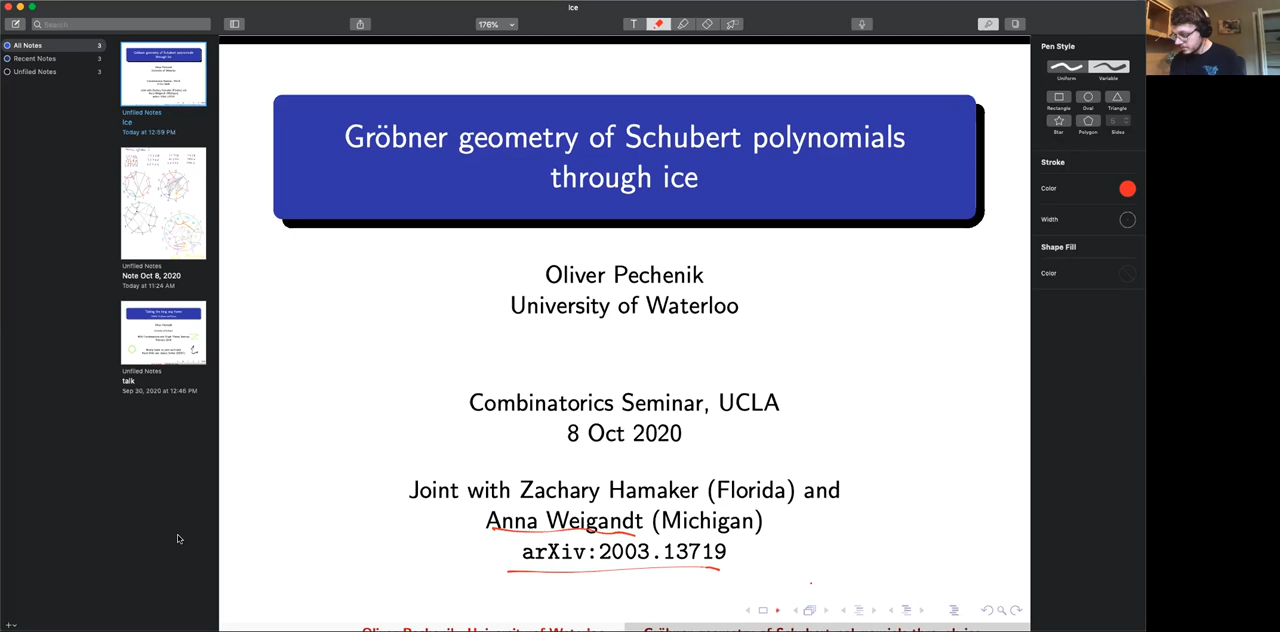 Ice
Search
176%
T
All Notes 3
Recent Notes 3
Unfiled Notes 3
Unfiled Notes
Ice
Today at 12:59 PM
Unfiled Notes
Note Oct 8, 2020
Today at 11:24 AM
Unfiled Notes
talk
Sep 30, 2020 at 12:46 PM
Gröbner geometry of Schubert polynomials
through ice
Oliver Pechenik
University of Waterloo
Combinatorics Seminar, UCLA
8 Oct 2020
Joint with Zachary Hamaker (Florida) and
Anna Weigandt (Michigan)
arXiv:2003.13719
Pen Style
Uniform Variable
Rectangle Oval Triangle
Star Polygon Sides
Stroke
Color
Width
Shape Fill
Color